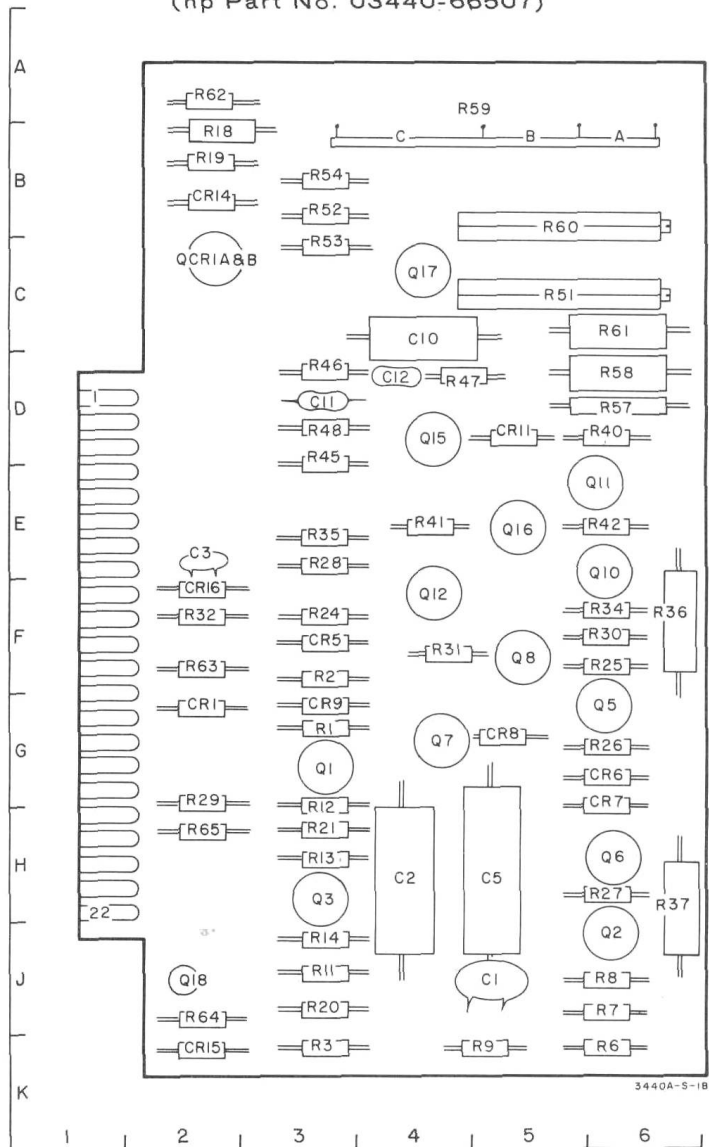 (hp Part No. 03440-66507)
A
R62
R59
R18
C B A
R19
B
R54
CR14
R52
R60
R53
QCR1A&B
Q17
C
R51
C10
R61
R46
C12
R47
R58
1
C11
R57
D
R48
Q15
CR11
R40
R45
Q11
E
R41
Q16
R42
R35
C3
R28
Q10
CR16
Q12
R34
R36
R32
R24
F
R30
CR5
R31
Q8
R63
R25
R2
CR1
CR9
Q5
R1
Q7
CR8
R26
G
Q1
CR6
R29
R12
CR7
R65
R21
R13
Q6
H
C2
C5
R27
R37
Q3
22
Q2
R14
Q18
R11
C1
R8
J
R20
R7
R64
CR15
R3
R9
R6
3440A-S-1B
K
1 2 3 4 5 6